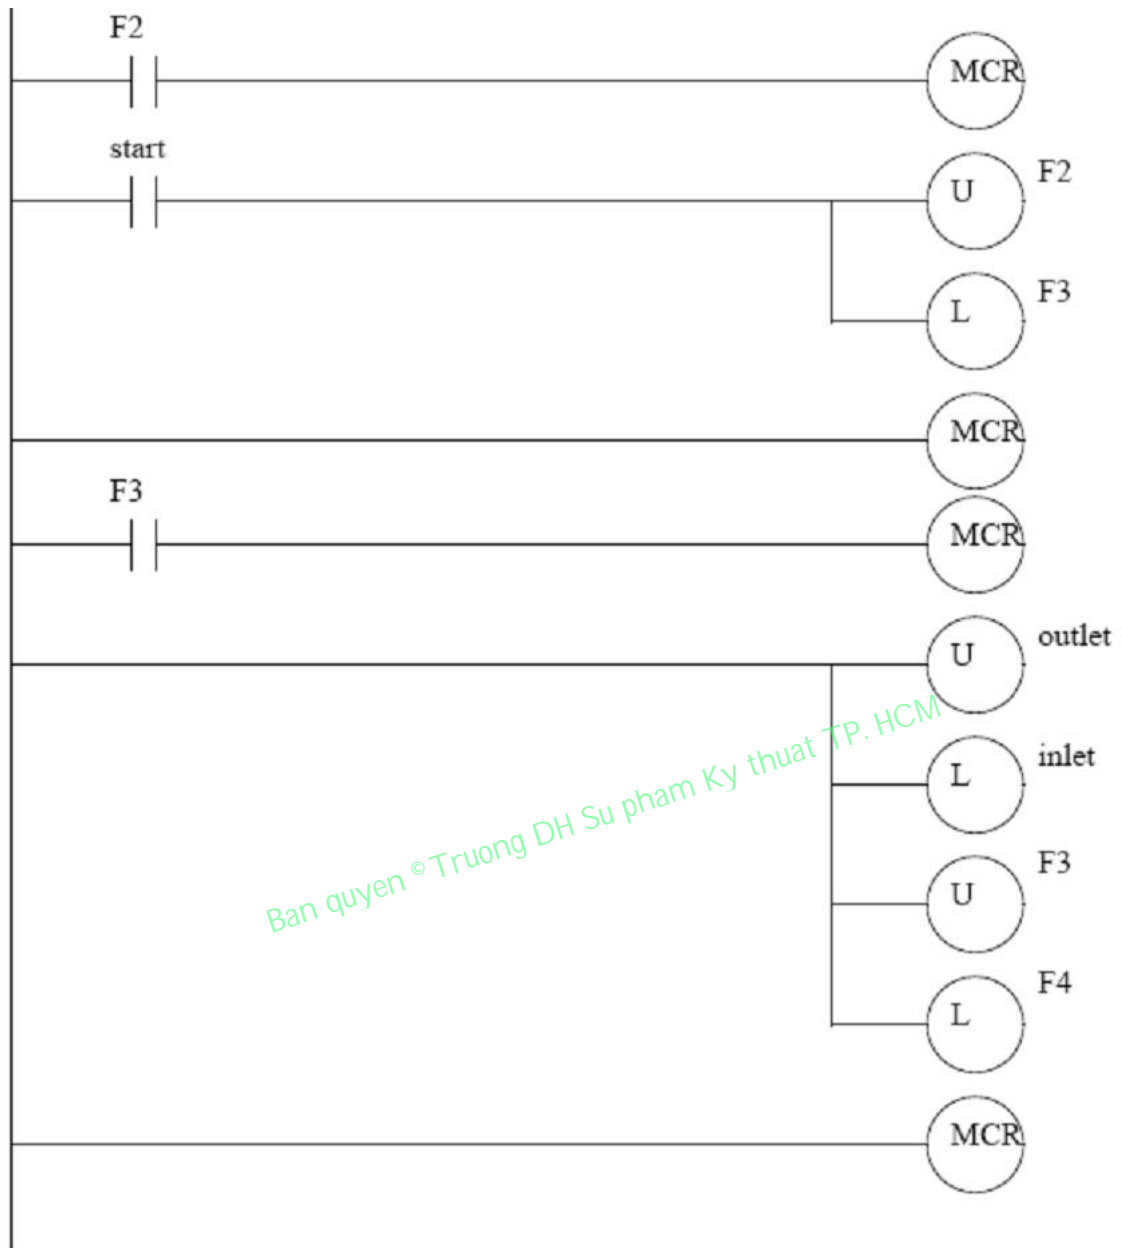 F2
MCR
start
U
F2
L
F3
MCR
F3
MCR
U
outlet
L
inlet
U
F3
L
F4
MCR
Ban quyen © Truong DH Su pham Ky thuat TP. HCM